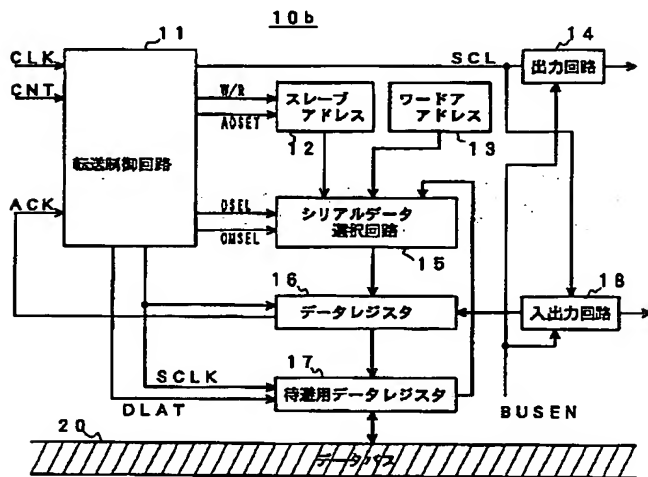 10b
11
14
CLK
SCL
出力回路
CNT
W/R
スレーブ
アドレス
ワードア
アドレス
ADSET
12
13
転送制御回路
ACK
DSEL
シリアルデータ
選択回路
OMSEL
15
16
18
データレジスタ
入出力回路
17
SCLK
待避用データレジスタ
DLAT
BUSEN
20
データバス